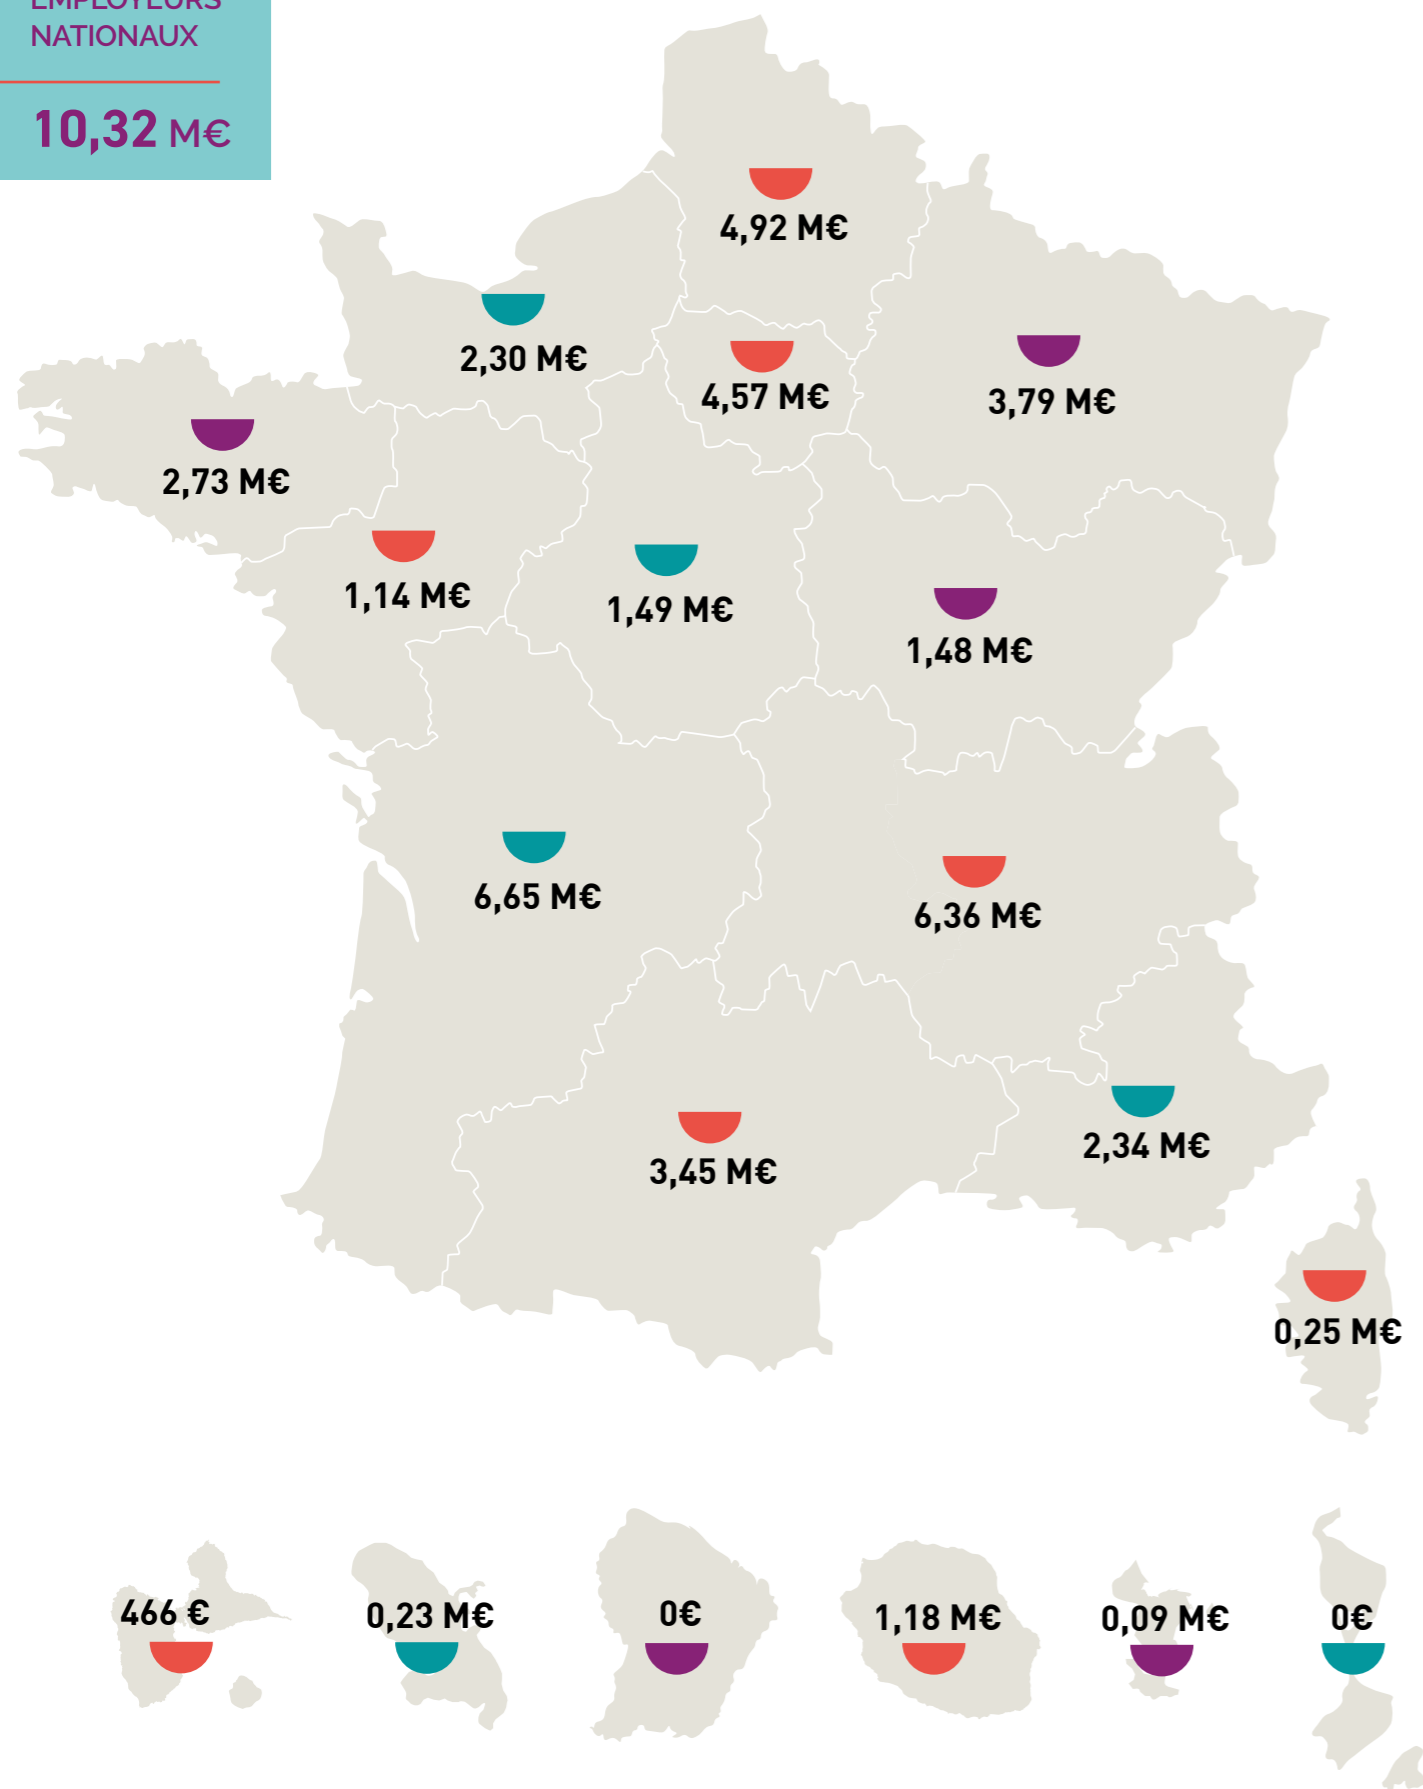 EMPLOYEURS
NATIONAUX
10,32 M€
4,92 M€
2,30 M€
4,57 M€
3,79 M€
2,73 M€
1,14 M€
1,49 M€
1,48 M€
6,65 M€
6,36 M€
3,45 M€
2,34 M€
0,25 M€
466 €
0,23 M€
0€
1,18 M€
0,09 M€
0€